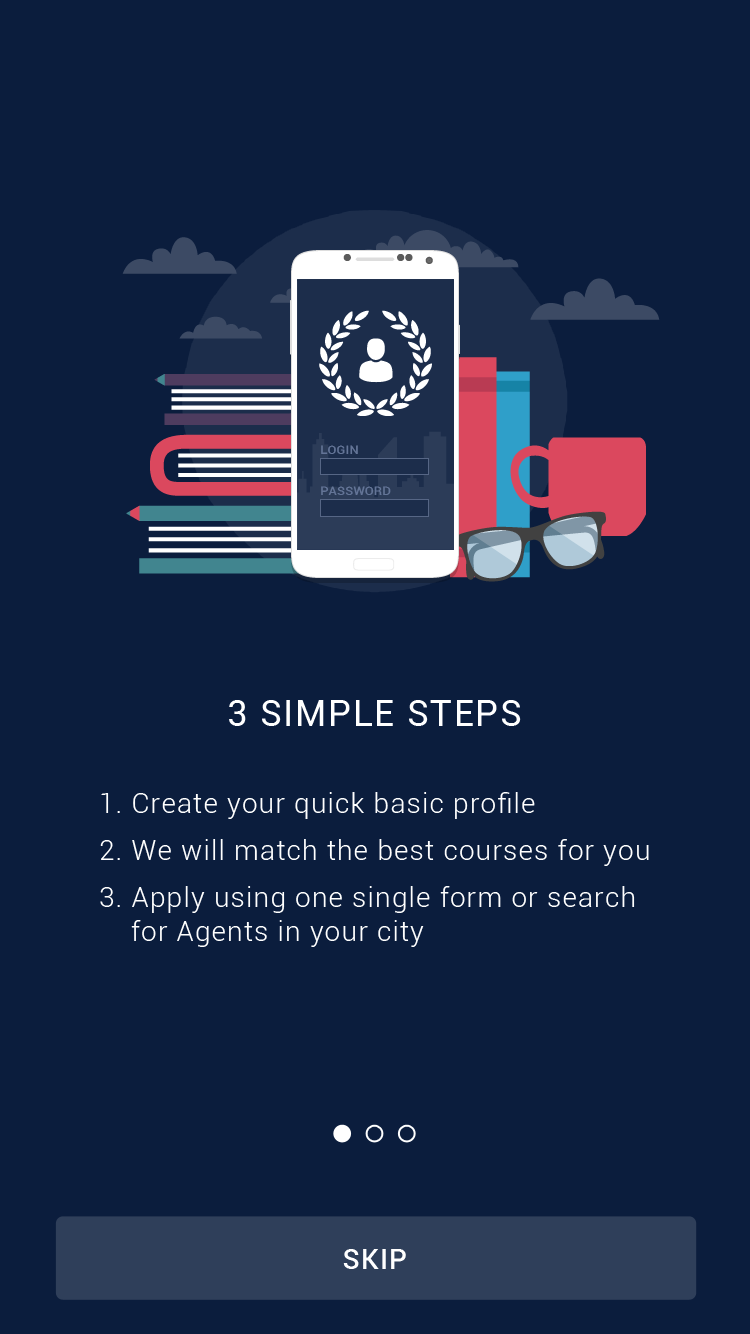 LOGIN
PASSWORD
3 SIMPLE STEPS
1. Create your quick basic profile
2. We will match the best courses for you
3. Apply using one single form or search
for Agents in your city
SKIP